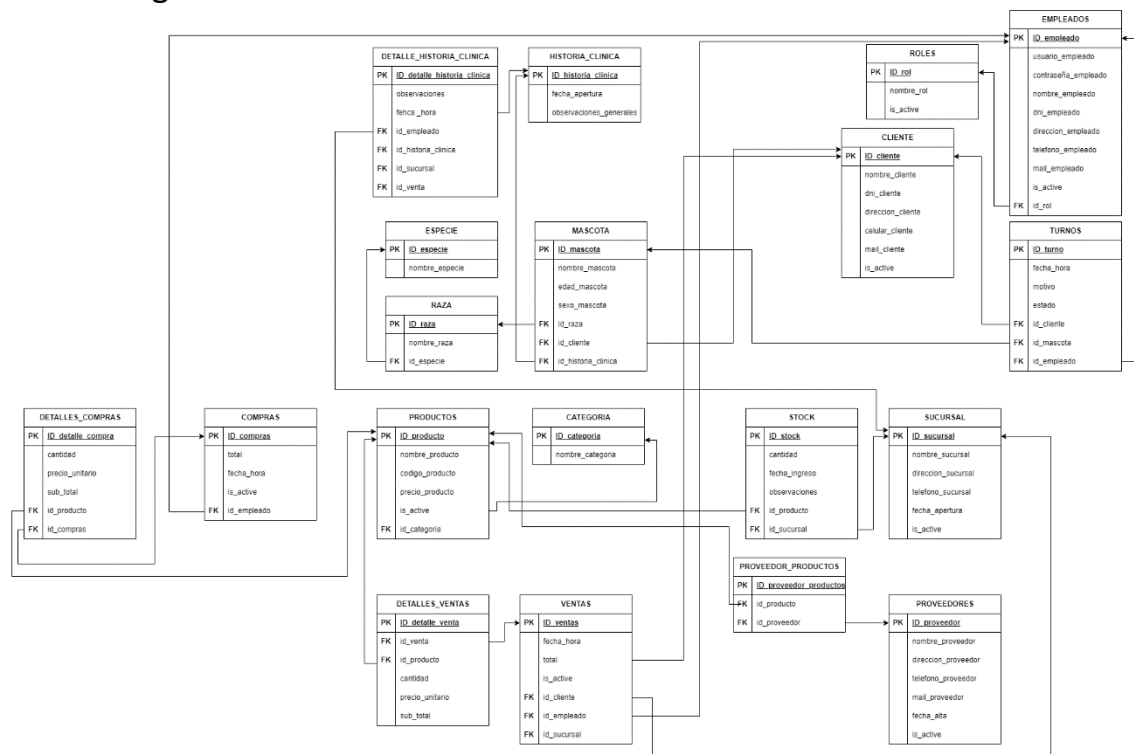 EMPLEADOS
PK ID_empleado
usuario_empleado
contraseña_empleado
nombre_empleado
dni_empleado
direccion_empleado
telefono_empleado
mail_empleado
is_active
FK id_rol
ROLES
PK ID_rol
nombre_rol
is_active
DETALLE_HISTORIA_CLINICA
PK ID_detalle_historia_clinica
observaciones
fehca _hora
FK id_empleado
FK id_historia_clinica
FK id_sucursal
FK id_venta
HISTORIA_CLINICA
PK ID_historia_clinica
fecha_apertura
observaciones_generales
CLIENTE
PK ID_cliente
nombre_cliente
dni_cliente
direccion_cliente
celular_cliente
mail_cliente
is_active
ESPECIE
PK ID_especie
nombre_especie
MASCOTA
PK ID_mascota
nombre_mascota
edad_mascota
sexo_mascota
FK id_raza
FK id_cliente
FK id_historia_clinica
TURNOS
PK ID_turno
fecha_hora
motivo
estado
FK id_cliente
FK id_mascota
FK id_empleado
RAZA
PK ID_raza
nombre_raza
FK id_especie
DETALLES_COMPRAS
PK ID_detalle_compra
cantidad
precio_unitario
sub_total
FK id_producto
FK id_compras
COMPRAS
PK ID_compras
total
fecha_hora
is_active
FK id_empleado
PRODUCTOS
PK ID_producto
nombre_producto
codigo_producto
precio_producto
is_active
FK id_categoria
CATEGORIA
PK ID_categoria
nombre_categoria
STOCK
PK ID_stock
cantidad
fecha_ingreso
observaciones
FK id_producto
FK id_sucursal
SUCURSAL
PK ID_sucursal
nombre_sucursal
direccion_sucursal
telefono_sucursal
fecha_apertura
is_active
PROVEEDOR_PRODUCTOS
PK ID_proveedor_productos
FK id_producto
FK id_proveedor
DETALLES_VENTAS
PK ID_detalle_venta
FK id_venta
FK id_producto
cantidad
precio_unitario
sub_total
VENTAS
PK ID_ventas
fecha_hora
total
is_active
FK id_cliente
FK id_empleado
FK id_sucursal
PROVEEDORES
PK ID_proveedor
nombre_proveedor
direccion_proveedor
telefono_proveedor
mail_proveedor
fecha_alta
is_active